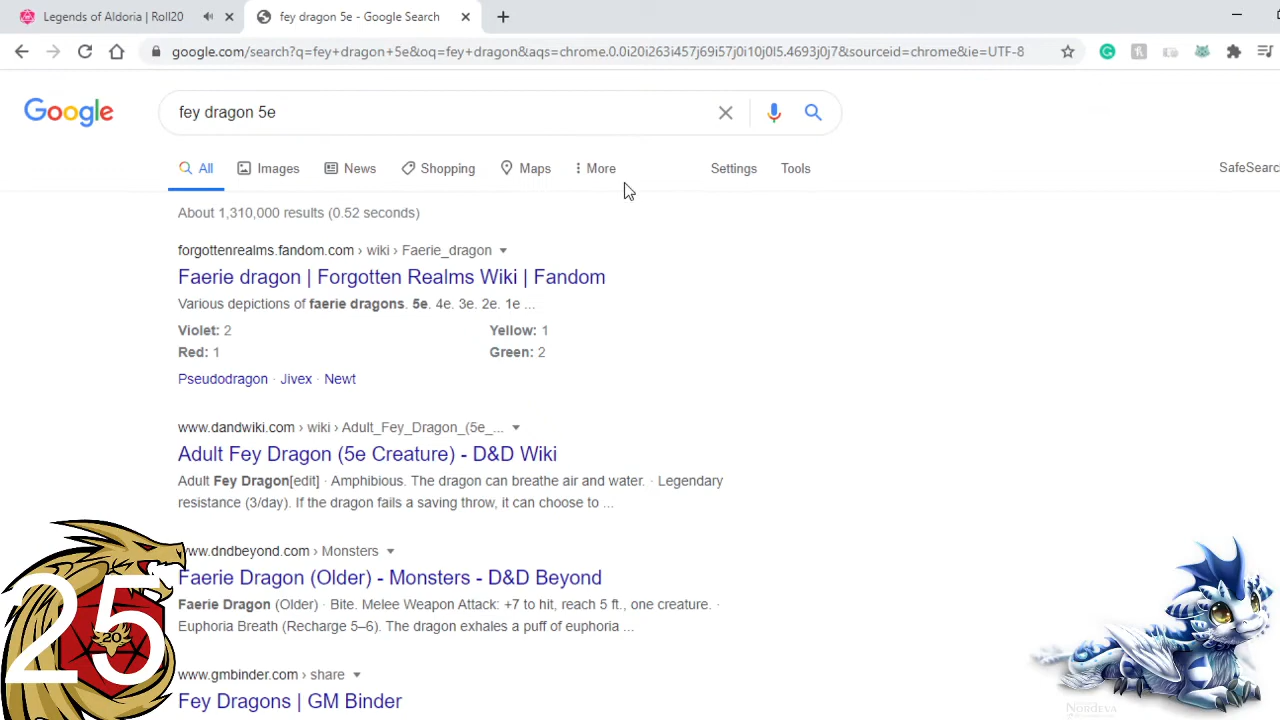 Legends of Aldoria | Roll20
fey dragon 5e - Google Search
google.com/search?q=fey+dragon+5e&oq=fey+dragon&aqs=chrome.0.0i20i263i457j69i57j0i10j0l5.4693j0j7&sourceid=chrome&ie=UTF-8
Google
fey dragon 5e
All Images News Shopping Maps More Settings Tools SafeSearc
About 1,310,000 results (0.52 seconds)
forgottenrealms.fandom.com › wiki › Faerie_dragon
Faerie dragon | Forgotten Realms Wiki | Fandom
Various depictions of faerie dragons. 5e. 4e. 3e. 2e. 1e ...
Violet: 2 Yellow: 1
Red: 1 Green: 2
Pseudodragon · Jivex · Newt
www.dandwiki.com › wiki › Adult_Fey_Dragon_(5e_...
Adult Fey Dragon (5e Creature) - D&D Wiki
Adult Fey Dragon[edit] · Amphibious. The dragon can breathe air and water. · Legendary
resistance (3/day). If the dragon fails a saving throw, it can choose to ...
www.dndbeyond.com › Monsters
Faerie Dragon (Older) - Monsters - D&D Beyond
Faerie Dragon (Older) · Bite. Melee Weapon Attack: +7 to hit, reach 5 ft., one creature. ·
Euphoria Breath (Recharge 5–6). The dragon exhales a puff of euphoria ...
www.gmbinder.com › share
Fey Dragons | GM Binder
25
20
NORDEVA